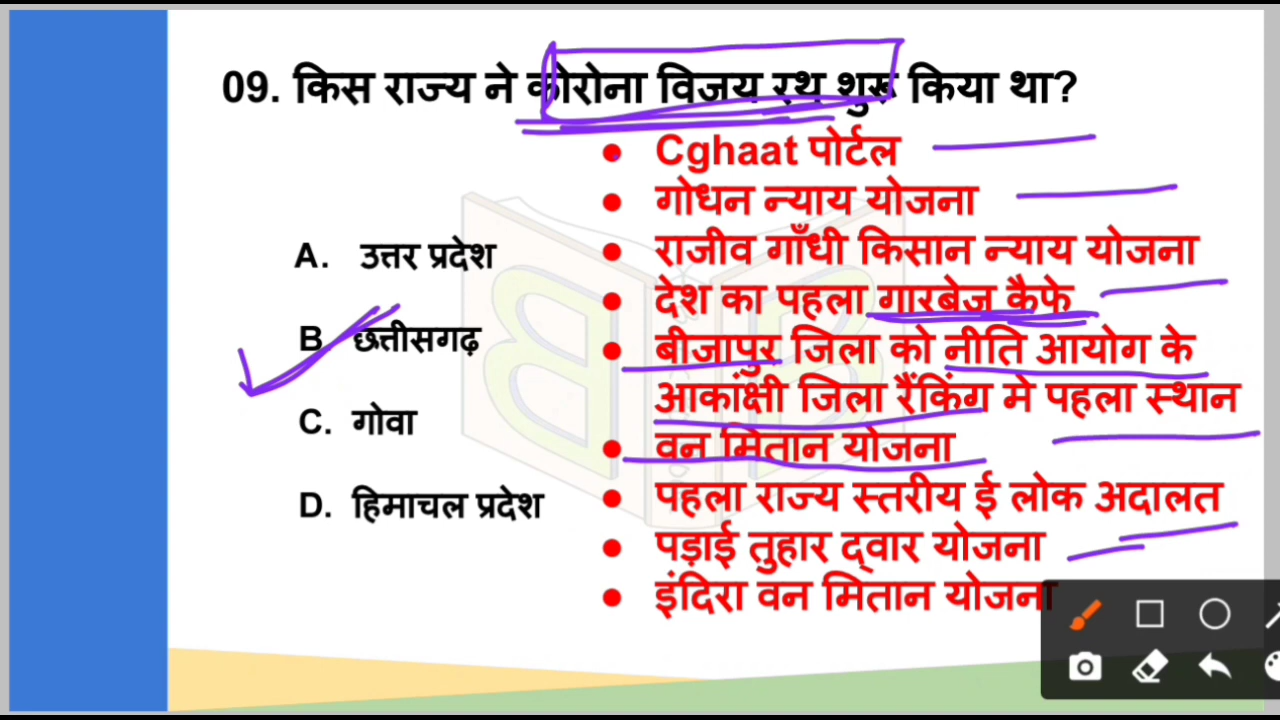 09. किस राज्य ने कोरोना विजय रथ शुरू किया था?
Cghaat पोर्टल
गोधन न्याय योजना
राजीव गाँधी किसान न्याय योजना
देश का पहला गारबेज कैफे
बीजापुर जिला को नीति आयोग के
आकांक्षी जिला रैंकिंग मे पहला स्थान
वन मितान योजना
पहला राज्य स्तरीय ई लोक अदालत
पड़ाई तुहार द्वार योजना
इंदिरा वन मितान योजना
A. उत्तर प्रदेश
B छत्तीसगढ़
C. गोवा
D. हिमाचल प्रदेश